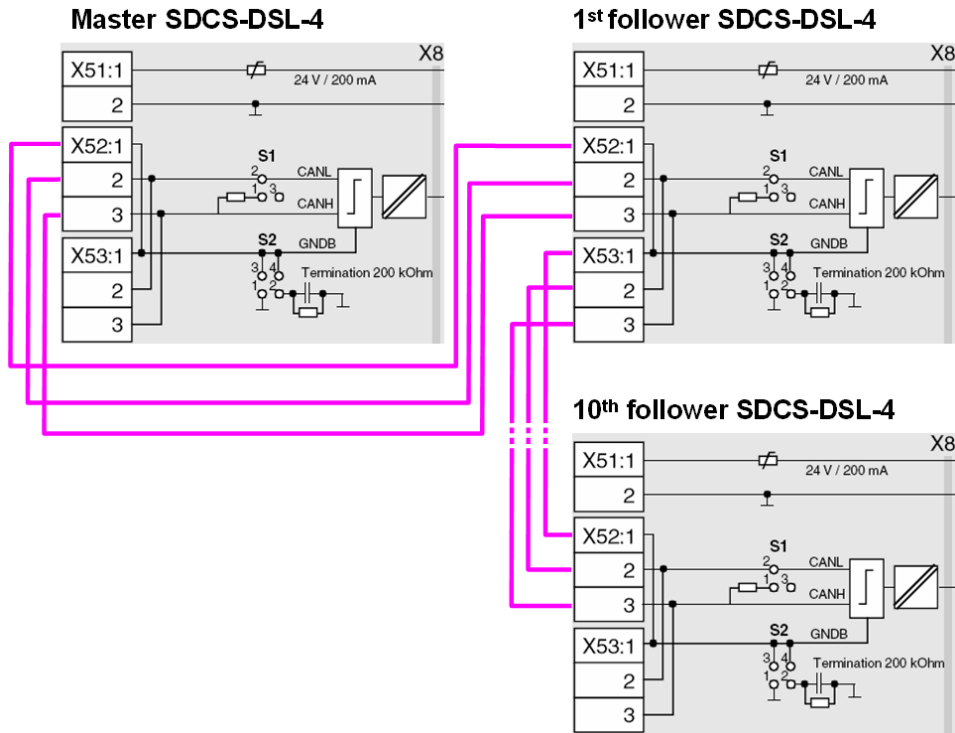 Master SDCS-DSL-4
X8
X51:1
24 V / 200 mA
2
X52:1
S1
2
CANL
2
1
3
3
CANH
S2
GNDB
X53:1
3
4
Termination 200 kOhm
2
1
2
3
1st follower SDCS-DSL-4
X8
X51:1
24 V / 200 mA
2
X52:1
S1
2
CANL
2
1
3
3
CANH
S2
GNDB
X53:1
3
4
Termination 200 kOhm
2
1
2
3
10th follower SDCS-DSL-4
X8
X51:1
24 V / 200 mA
2
X52:1
S1
2
CANL
2
1
3
3
CANH
S2
GNDB
X53:1
3
4
Termination 200 kOhm
2
1
2
3